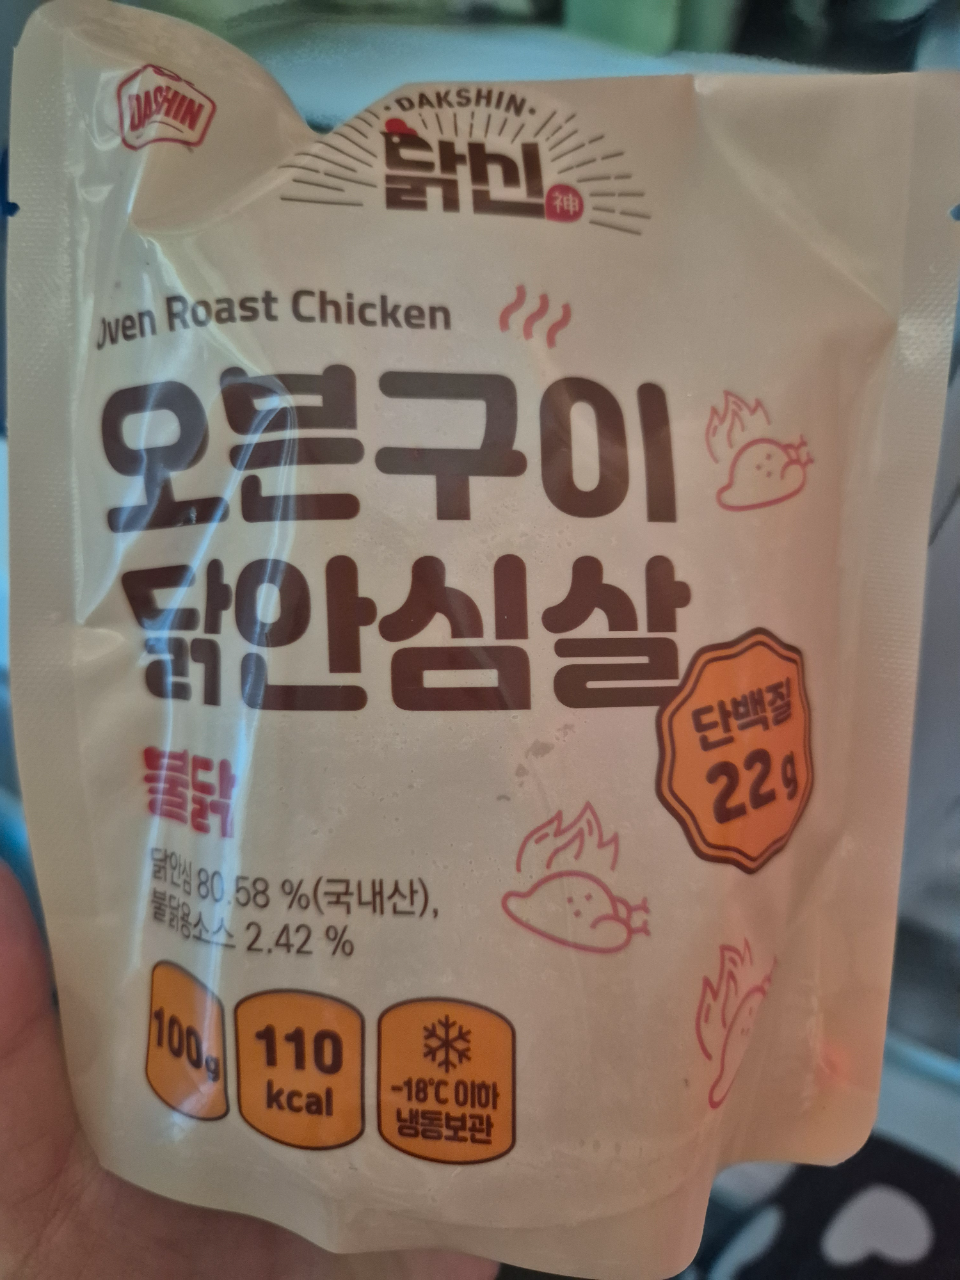 DASHIN
·DAKSHIN·
닭신
神
Oven Roast Chicken
오븐구이
닭안심살
단백질
22g
불닭
닭안심 80.58 %(국내산),
불닭용소스 2.42 %
100g
110
kcal
-18℃ 이하
냉동보관